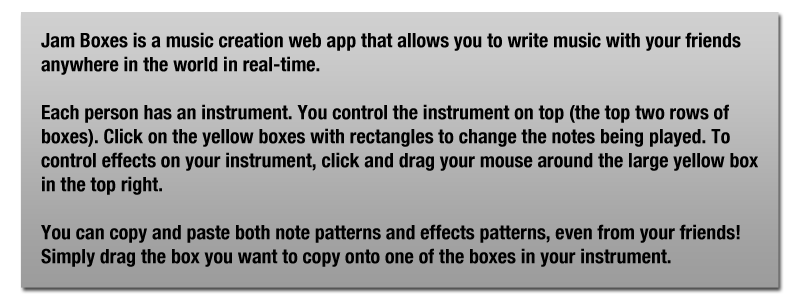 Jam Boxes is a music creation web app that allows you to write music with your friends
anywhere in the world in real-time.
Each person has an instrument. You control the instrument on top (the top two rows of
boxes). Click on the yellow boxes with rectangles to change the notes being played. To
control effects on your instrument, click and drag your mouse around the large yellow box
in the top right.
You can copy and paste both note patterns and effects patterns, even from your friends!
Simply drag the box you want to copy onto one of the boxes in your instrument.